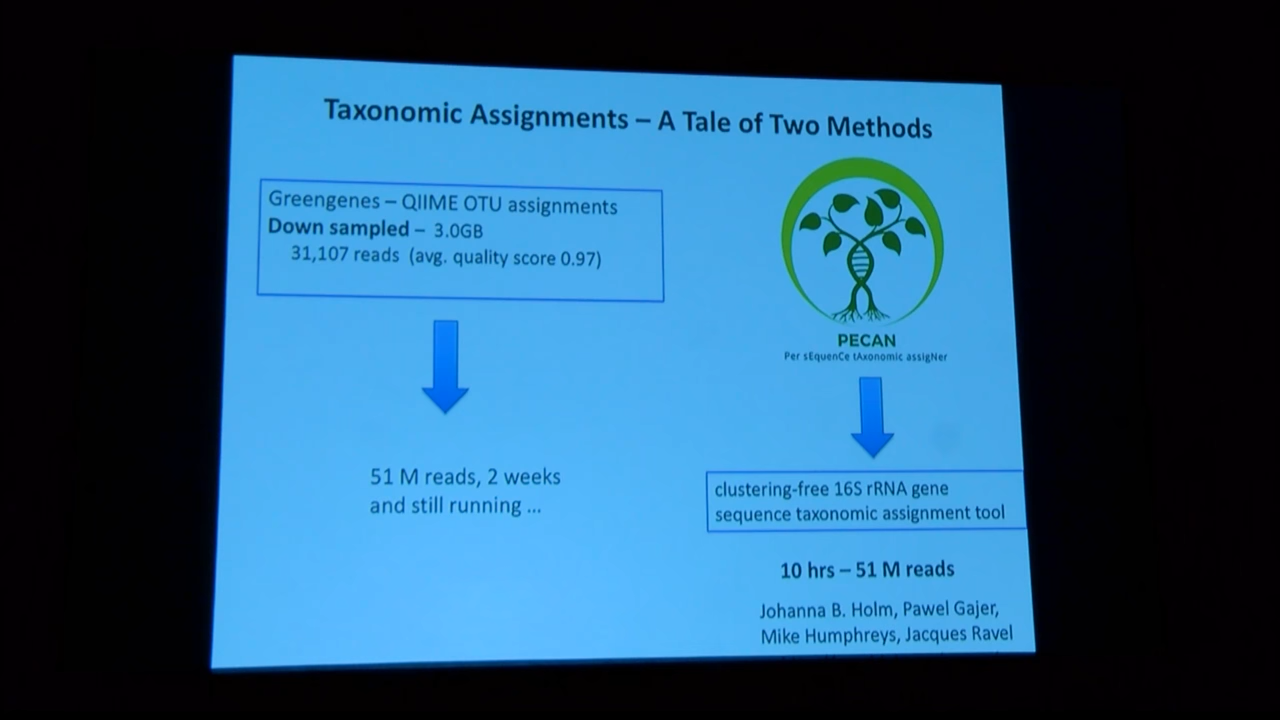 Taxonomic Assignments – A Tale of Two Methods
Greengenes – QIIME OTU assignments
Down sampled – 3.0GB
31,107 reads (avg. quality score 0.97)
51 M reads, 2 weeks
and still running ...
PECAN
Per sEquenCe tAxonomic assigNer
clustering-free 16S rRNA gene
sequence taxonomic assignment tool
10 hrs – 51 M reads
Johanna B. Holm, Pawel Gajer,
Mike Humphreys, Jacques Ravel